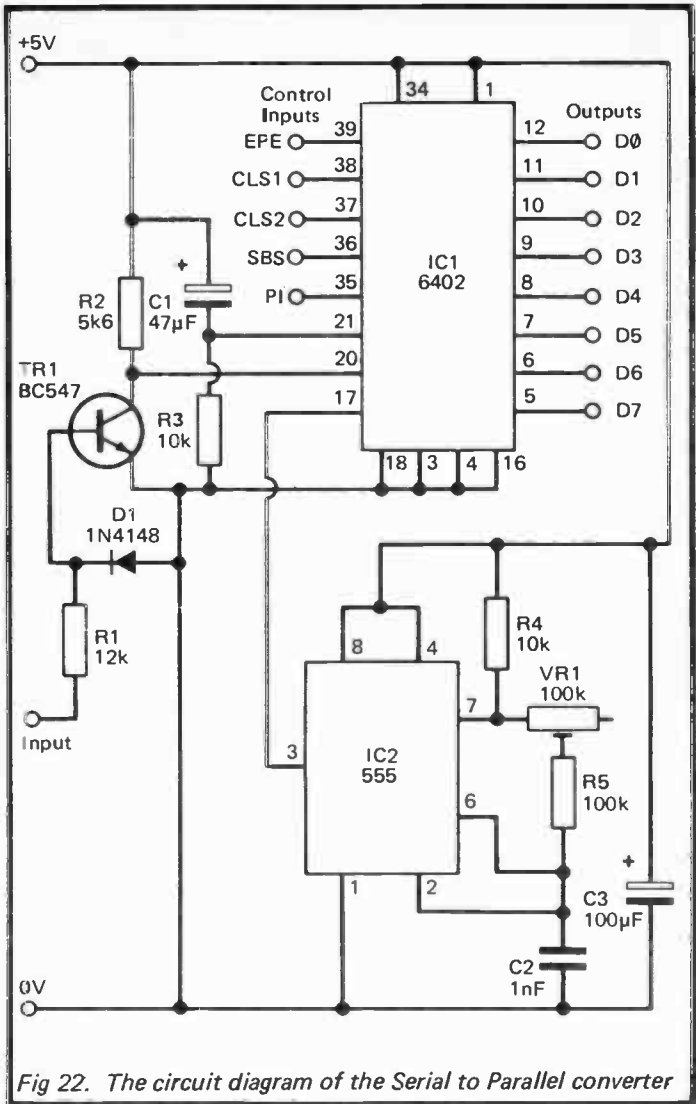 +5V
Control
Inputs
34
1
Outputs
EPE
39
12
DØ
CLS1
38
11
D1
CLS2
37
10
D2
SBS
36
9
D3
PI
35
8
D4
IC1
6402
R2
5k6
C1
47µF
+
21
7
D5
20
6
D6
17
5
D7
TR1
BC547
R3
10k
18
3
4
16
D1
1N4148
R1
12k
Input
8
4
R4
10k
7
VR1
100k
3
IC2
555
R5
100k
6
1
2
+
C3
100µF
C2
1nF
0V
Fig 22. The circuit diagram of the Serial to Parallel converter